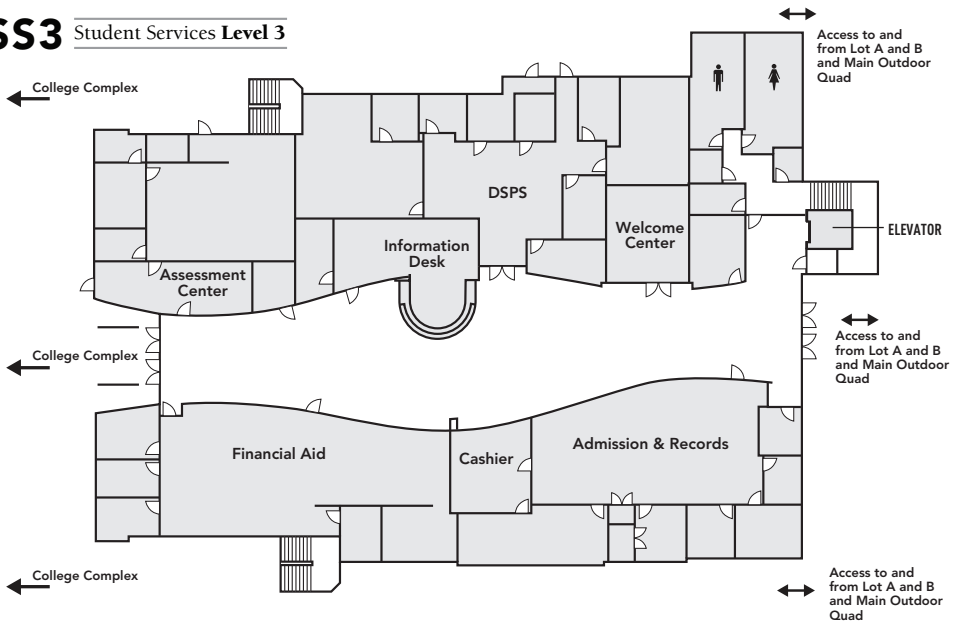 SS3 Student Services Level 3
Access to and
from Lot A and B
and Main Outdoor
Quad
College Complex
DSPS
Welcome
Center
ELEVATOR
Information
Desk
Assessment
Center
Access to and
from Lot A and B
and Main Outdoor
Quad
College Complex
Admission & Records
Financial Aid
Cashier
College Complex
Access to and
from Lot A and B
and Main Outdoor
Quad